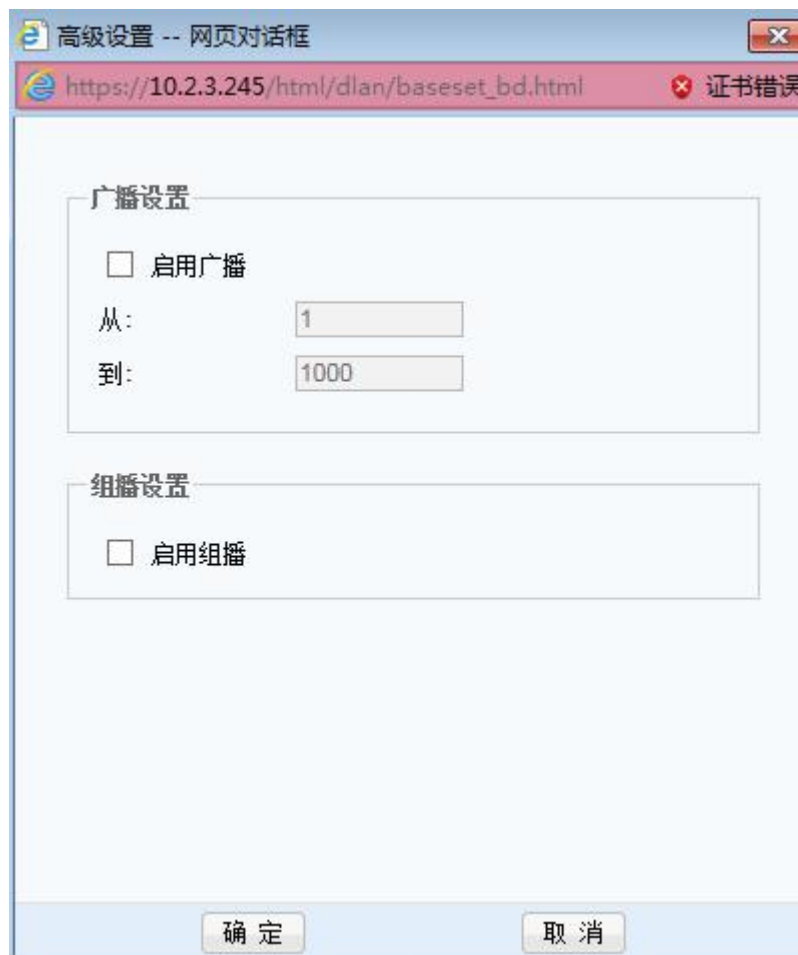 高级设置 -- 网页对话框
https://10.2.3.245/html/dlan/baseset_bd.html 证书错误
广播设置
启用广播
从: 1
到: 1000
组播设置
启用组播
确 定 取 消